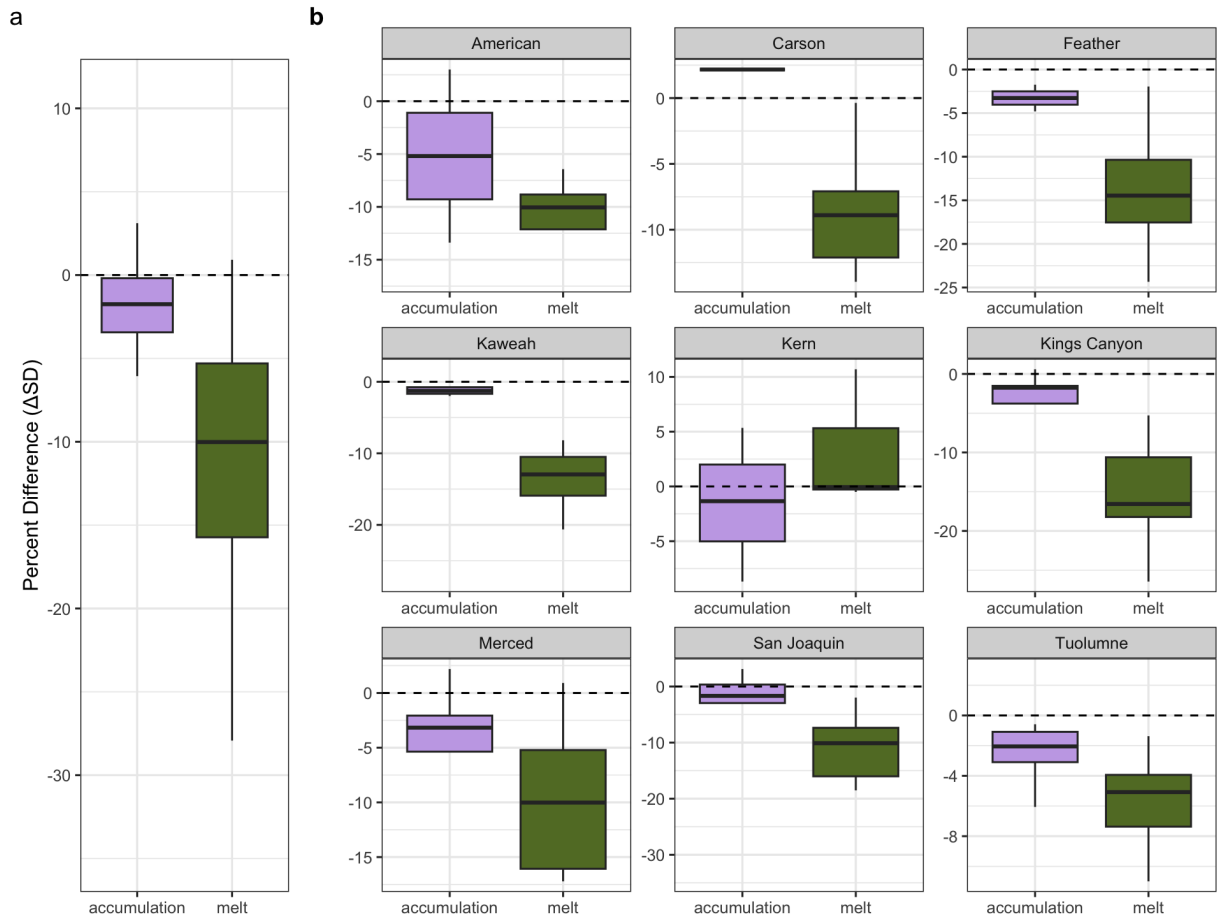 a
b
Percent Difference (ΔSD)
10
0
-10
-20
-30
accumulation melt
American
0
-5
-10
-15
accumulation melt
Carson
0
-5
-10
accumulation melt
Feather
0
-5
-10
-15
-20
-25
accumulation melt
Kaweah
0
-10
-20
accumulation melt
Kern
10
5
0
-5
accumulation melt
Kings Canyon
0
-10
-20
accumulation melt
Merced
0
-5
-10
-15
accumulation melt
San Joaquin
0
-10
-20
-30
accumulation melt
Tuolumne
0
-4
-8
accumulation melt